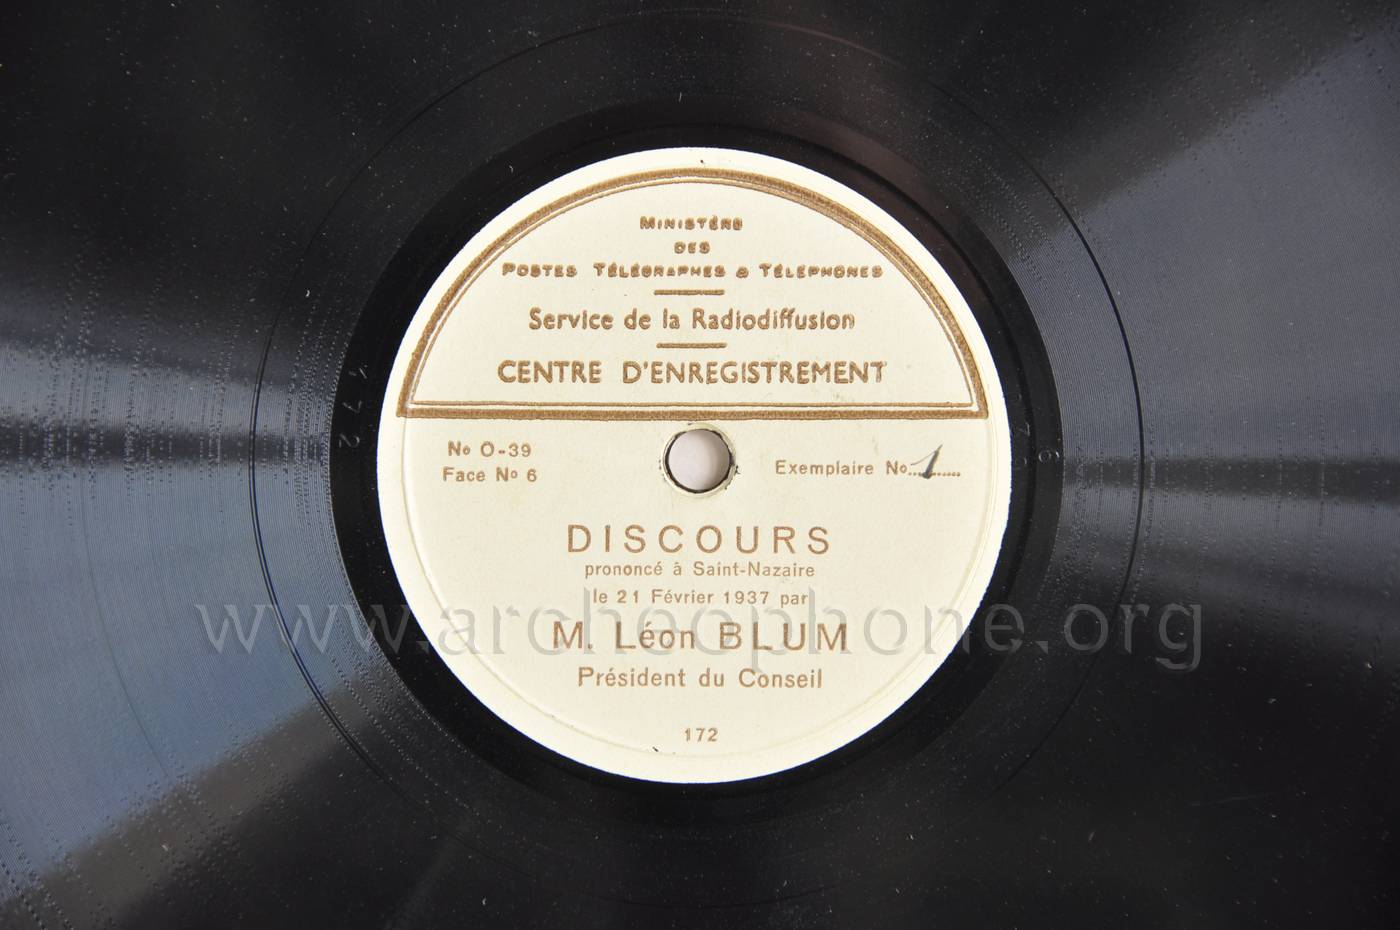 MINISTÈRE
DES
POSTES TÉLÉGRAPHES & TÉLÉPHONES
Service de la Radiodiffusion
CENTRE D'ENREGISTREMENT
No O-39
Face No 6
Exemplaire No..1......
DISCOURS
prononcé à Saint-Nazaire
le 21 Février 1937 par
www.archeophone.org
M. Léon BLUM
Président du Conseil
172
472